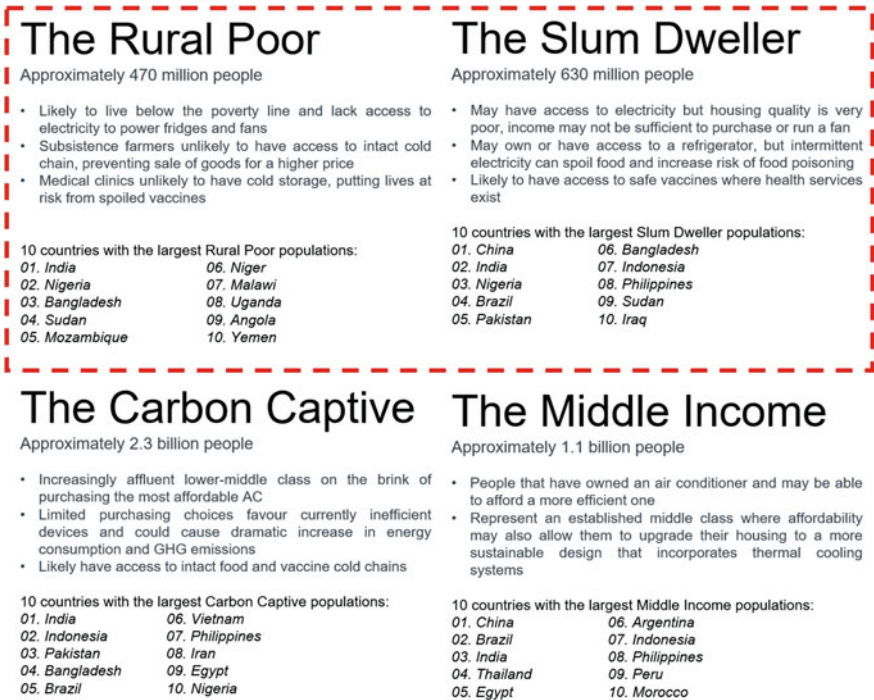 The Rural Poor
Approximately 470 million people
• Likely to live below the poverty line and lack access to
electricity to power fridges and fans
• Subsistence farmers unlikely to have access to intact cold
chain, preventing sale of goods for a higher price
• Medical clinics unlikely to have cold storage, putting lives at
risk from spoiled vaccines
10 countries with the largest Rural Poor populations:
01. India
02. Nigeria
03. Bangladesh
04. Sudan
05. Mozambique
06. Niger
07. Malawi
08. Uganda
09. Angola
10. Yemen
The Slum Dweller
Approximately 630 million people
• May have access to electricity but housing quality is very
poor, income may not be sufficient to purchase or run a fan
• May own or have access to a refrigerator, but intermittent
electricity can spoil food and increase risk of food poisoning
• Likely to have access to safe vaccines where health services
exist
10 countries with the largest Slum Dweller populations:
01. China
02. India
03. Nigeria
04. Brazil
05. Pakistan
06. Bangladesh
07. Indonesia
08. Philippines
09. Sudan
10. Iraq
The Carbon Captive
Approximately 2.3 billion people
• Increasingly affluent lower-middle class on the brink of
purchasing the most affordable AC
• Limited purchasing choices favour currently inefficient
devices and could cause dramatic increase in energy
consumption and GHG emissions
• Likely have access to intact food and vaccine cold chains
10 countries with the largest Carbon Captive populations:
01. India
02. Indonesia
03. Pakistan
04. Bangladesh
05. Brazil
06. Vietnam
07. Philippines
08. Iran
09. Egypt
10. Nigeria
The Middle Income
Approximately 1.1 billion people
• People that have owned an air conditioner and may be able
to afford a more efficient one
• Represent an established middle class where affordability
may also allow them to upgrade their housing to a more
sustainable design that incorporates thermal cooling
systems
10 countries with the largest Middle Income populations:
01. China
02. Brazil
03. India
04. Thailand
05. Egypt
06. Argentina
07. Indonesia
08. Philippines
09. Peru
10. Morocco